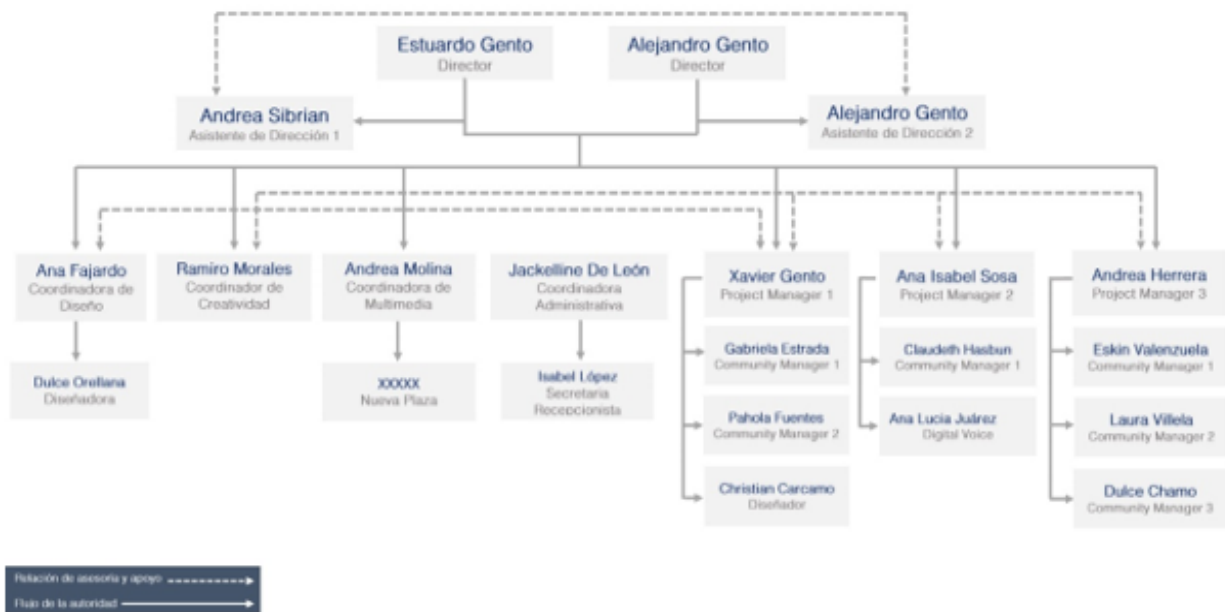 Estuardo Gento
Director
Alejandro Gento
Director
Andrea Sibrian
Asistente de Dirección 1
Alejandro Gento
Asistente de Dirección 2
Ana Fajardo
Coordinadora de
Diseño
Ramiro Morales
Coordinador de
Creatividad
Andrea Molina
Coordinadora de
Multimedia
Jackelline De León
Coordinadora
Administrativa
Xavier Gento
Project Manager 1
Ana Isabel Sosa
Project Manager 2
Andrea Herrera
Project Manager 3
Dulce Orellana
Diseñadora
XXXXX
Nueva Plaza
Isabel López
Secretaria
Recepcionista
Gabriela Estrada
Community Manager 1
Pahola Fuentes
Community Manager 2
Christian Carcamo
Diseñador
Claudeth Hasbun
Community Manager 1
Ana Lucia Juárez
Digital Voice
Eskin Valenzuela
Community Manager 1
Laura Villela
Community Manager 2
Dulce Chamo
Community Manager 3
Relación de asesoría y apoyo
Flujo de la autoridad